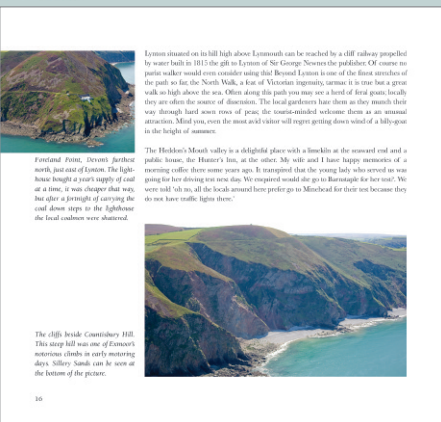 Lynton situated on its hill high above Lynmouth can be reached by a cliff railway propelled
by water built in 1815 the gift to Lynton of Sir George Newnes the publisher. Of course no
purist walker would even consider using this! Beyond Lynton is one of the finest stretches of
the path so far, the North Walk, a feat of Victorian ingenuity, tarmac it is true but a great
walk so high above the sea. Often along this path you may see a herd of feral goats; locally
they are often the source of dissension. The local gardeners hate them as they munch their
way through hard sown rows of peas; the tourist-minded welcome them as an unusual
attraction. Mind you, even the most avid visitor will regret getting down wind of a billy-goat
in the height of summer.
The Heddon's Mouth valley is a delightful place with a limekiln at the seaward end and a
public house, the Hunter's Inn, at the other. My wife and I have happy memories of a
morning coffee there some years ago. It transpired that the young lady who served us was
going for her driving test next day. We enquired would she go to Barnstaple for her test?. We
were told 'oh no, all the locals around here prefer go to Minehead for their test because they
do not have traffic lights there.'
Foreland Point, Devon's furthest
north, just east of Lynton. The light-
house bought a year's supply of coal
at a time, it was cheaper that way,
but after a fortnight of carrying the
coal down steps to the lighthouse
the local coalmen were shattered.
The cliffs beside Countisbury Hill.
This steep hill was one of Exmoor's
notorious climbs in early motoring
days. Sillery Sands can be seen at
the bottom of the picture.
10